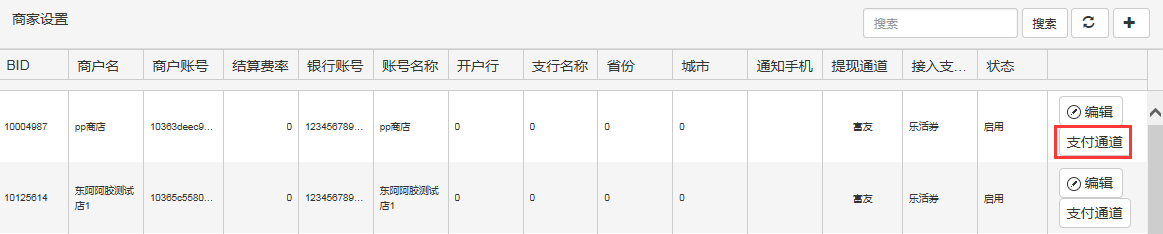 商家设置
搜索 搜索
BID 商户名 商户账号 结算费率 银行账号 账号名称 开户行 支行名称 省份 城市 通知手机 提现通道 接入支... 状态
10004987 pp商店 10363deec9... 0 123456789... pp商店 0 0 0 0 富友 乐活券 启用 编辑
支付通道
10125614 东阿阿胶测试 10365c5580... 0 123456789... 东阿阿胶测试 0 0 0 0 富友 乐活券 启用 编辑
店1 店1 支付通道